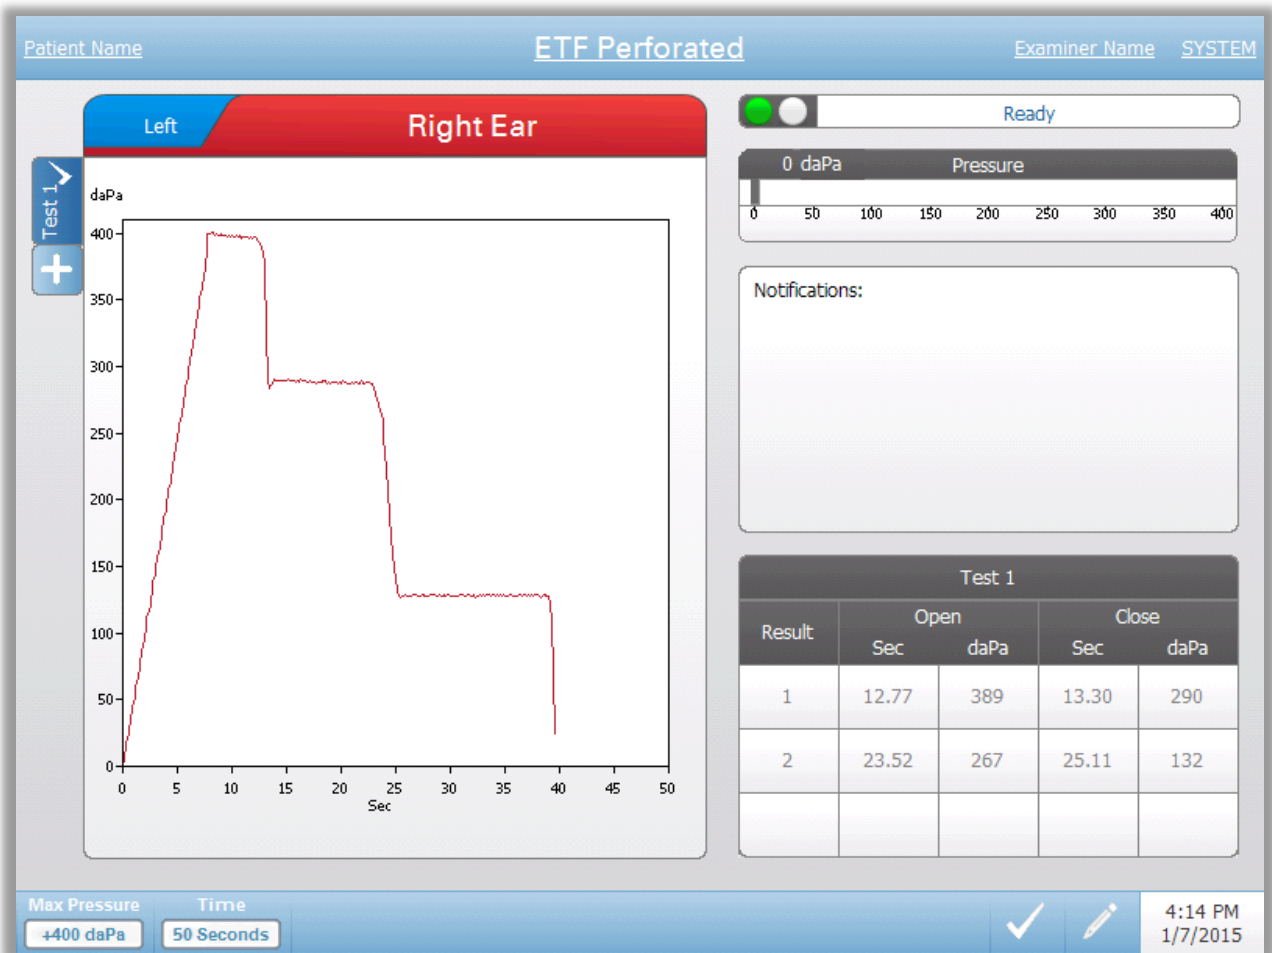 Patient Name
ETF Perforated
Examiner Name SYSTEM
Left
Right Ear
Test 1
daPa
400
350
300
250
200
150
100
50
0
0 5 10 15 20 25 30 35 40 45 50
Sec
Ready
0 daPa Pressure
0 50 100 150 200 250 300 350 400
Notifications:
Test 1
Result Open Close
Sec daPa Sec daPa
1 12.77 389 13.30 290
2 23.52 267 25.11 132
Max Pressure Time
+400 daPa 50 Seconds
4:14 PM
1/7/2015